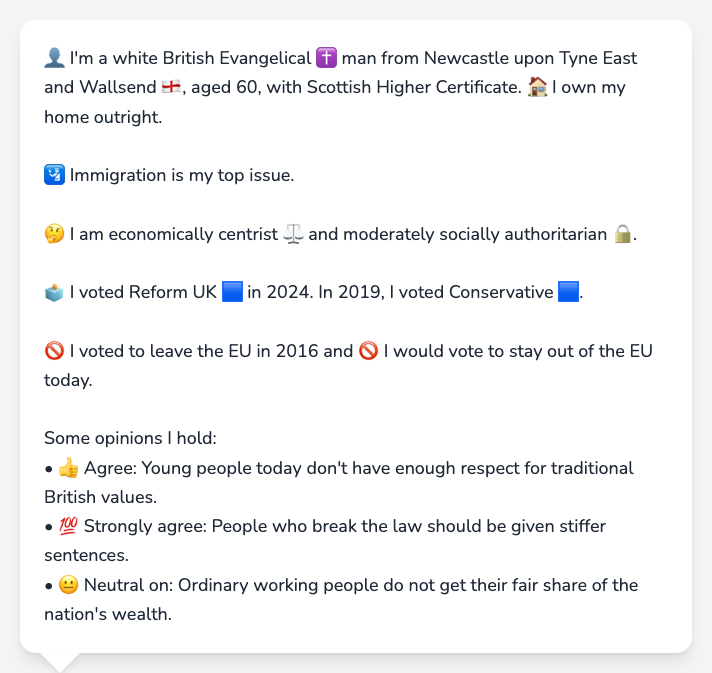 👤 I'm a white British Evangelical ✝️ man from Newcastle upon Tyne East
and Wallsend 🏴󠁧󠁢󠁥󠁮󠁧󠁿, aged 60, with Scottish Higher Certificate. 🏠 I own my
home outright.
🛂 Immigration is my top issue.
🤔 I am economically centrist ⚖️ and moderately socially authoritarian 🔒.
🗳️ I voted Reform UK 🟦 in 2024. In 2019, I voted Conservative 🟦.
🚫 I voted to leave the EU in 2016 and 🚫 I would vote to stay out of the EU
today.
Some opinions I hold:
• 👍 Agree: Young people today don't have enough respect for traditional
British values.
• 💯 Strongly agree: People who break the law should be given stiffer
sentences.
• 😐 Neutral on: Ordinary working people do not get their fair share of the
nation's wealth.